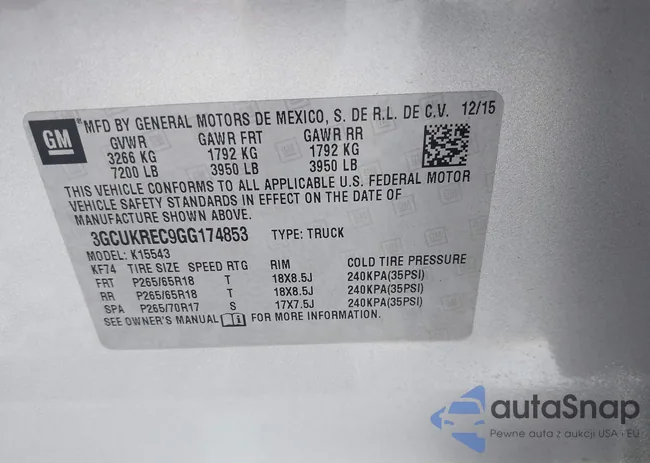 GM
MFD BY GENERAL MOTORS DE MEXICO, S. DE R.L. DE C.V. 12/15
GVWR GAWR FRT GAWR RR
3266 KG 1792 KG 1792 KG
7200 LB 3950 LB 3950 LB
THIS VEHICLE CONFORMS TO ALL APPLICABLE U.S. FEDERAL MOTOR
VEHICLE SAFETY STANDARDS IN EFFECT ON THE DATE OF
MANUFACTURE SHOWN ABOVE.
3GCUKREC9GG174853 TYPE: TRUCK
MODEL: K15543
KF74 TIRE SIZE SPEED RTG RIM COLD TIRE PRESSURE
FRT P265/65R18 T 18X8.5J 240KPA(35PSI)
RR P265/65R18 T 18X8.5J 240KPA(35PSI)
SPA P265/70R17 S 17X7.5J 240KPA(35PSI)
SEE OWNER'S MANUAL FOR MORE INFORMATION.
autaSnap
Pewne auta z aukcji USA i EU